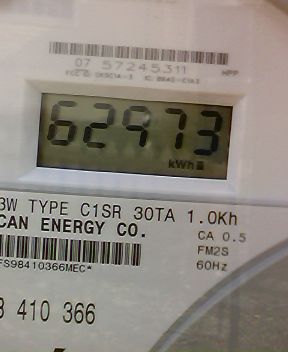 07 57245311
HPP
62973
kWh
3W TYPE C1SR 30TA 1.0Kh
CAN ENERGY CO.
CA 0.5
FM2S
60Hz
FS98410366MEC*
3 410 366